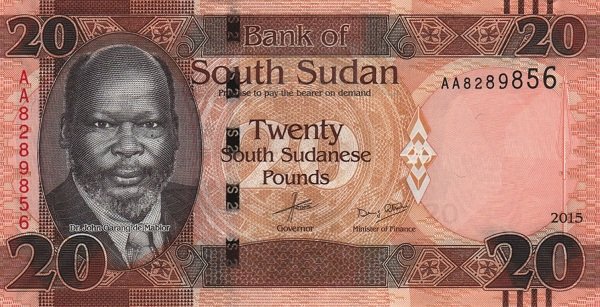 20
20
Bank of
South Sudan
Promise to pay the bearer on demand
AA8289856
AA8289856
Twenty
South Sudanese
Pounds
20
Dr. John Garang de Mabior
Governor
Minister of Finance
2015
20
20